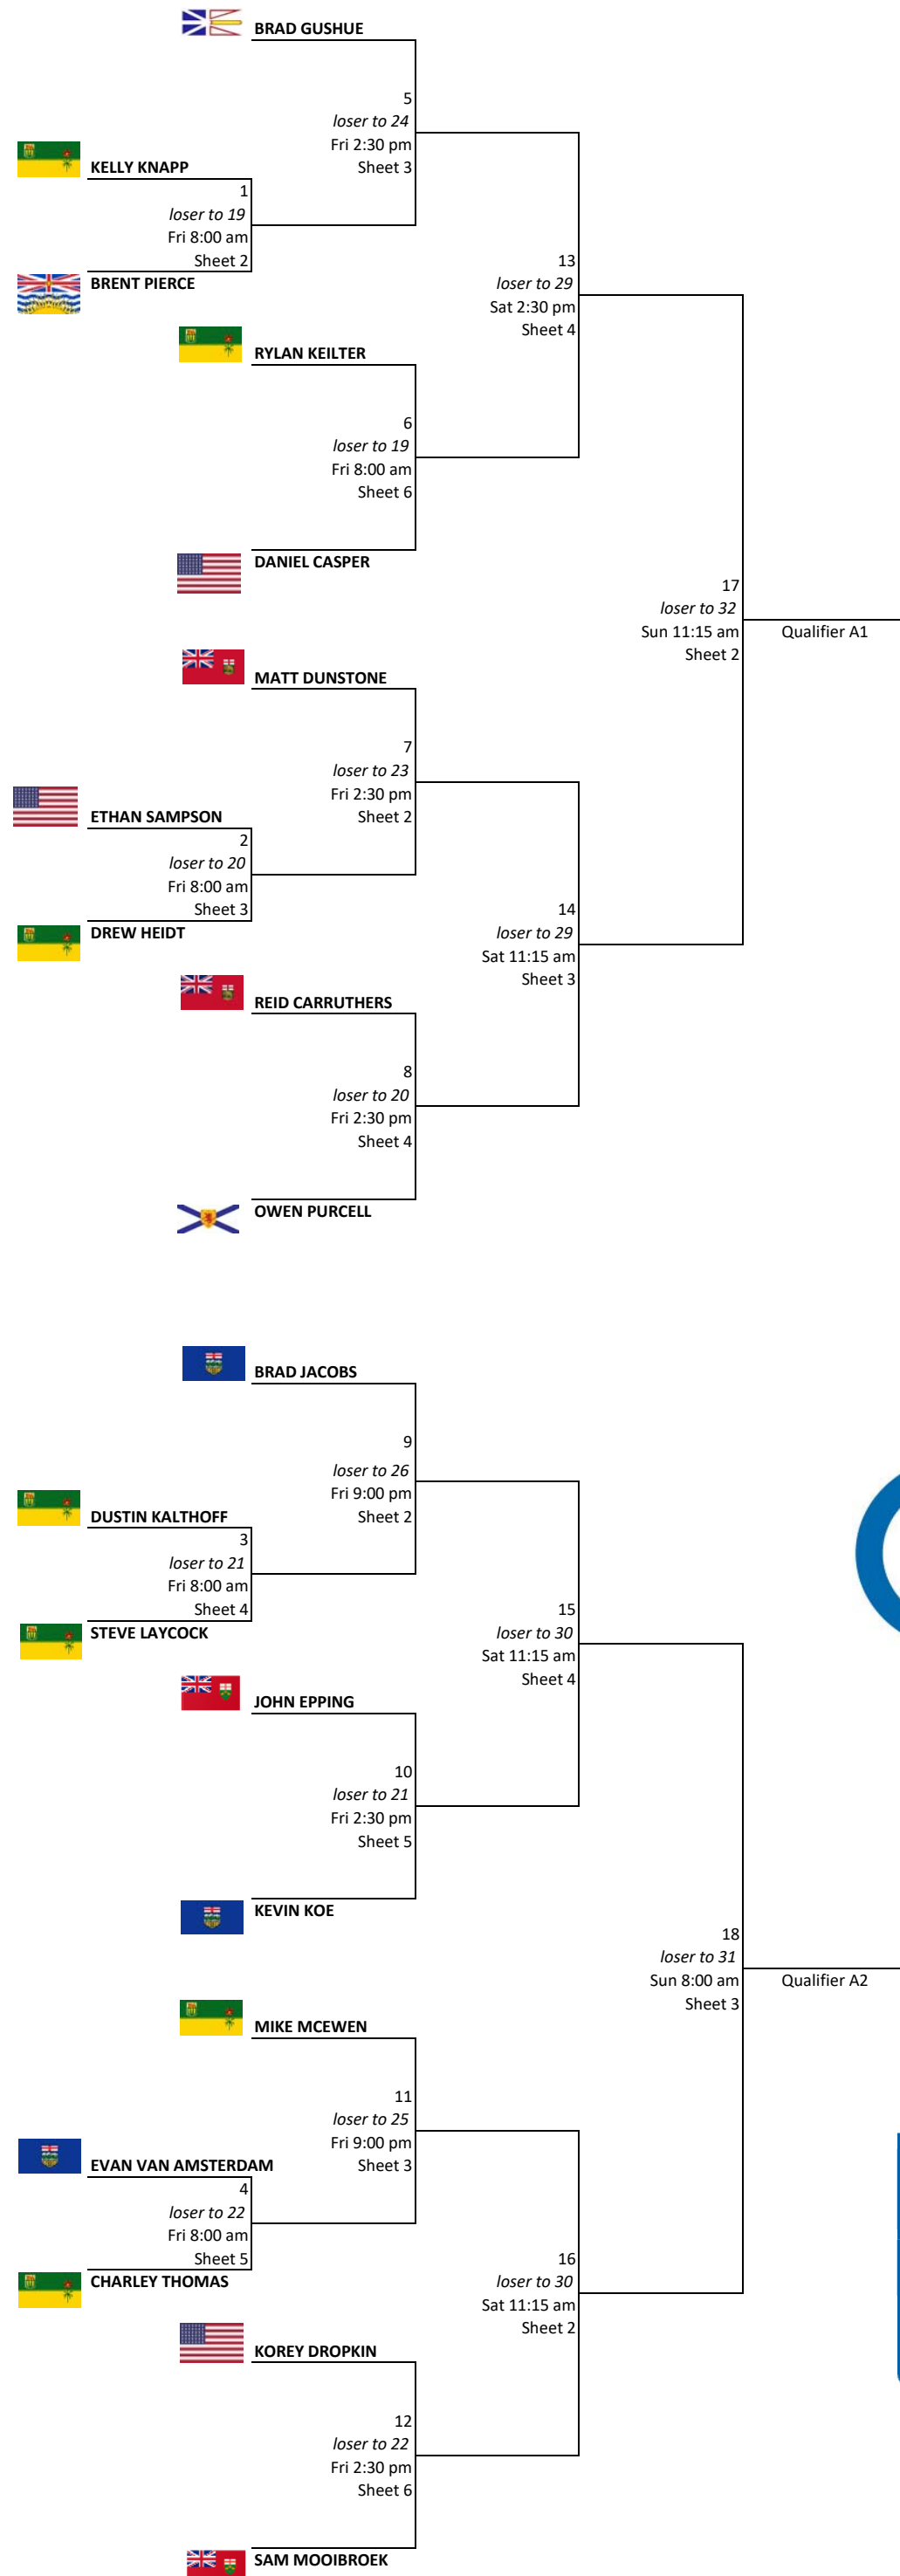 BRAD GUSHUE
5
loser to 24
Fri 2:30 pm
Sheet 3
KELLY KNAPP
1
loser to 19
Fri 8:00 am
Sheet 2
BRENT PIERCE
13
loser to 29
Sat 2:30 pm
Sheet 4
RYLAN KEILTER
6
loser to 19
Fri 8:00 am
Sheet 6
DANIEL CASPER
17
loser to 32
Sun 11:15 am
Sheet 2
Qualifier A1
MATT DUNSTONE
7
loser to 23
Fri 2:30 pm
Sheet 2
ETHAN SAMPSON
2
loser to 20
Fri 8:00 am
Sheet 3
DREW HEIDT
14
loser to 29
Sat 11:15 am
Sheet 3
REID CARRUTHERS
8
loser to 20
Fri 2:30 pm
Sheet 4
OWEN PURCELL
BRAD JACOBS
9
loser to 26
Fri 9:00 pm
Sheet 2
DUSTIN KALTHOFF
3
loser to 21
Fri 8:00 am
Sheet 4
STEVE LAYCOCK
15
loser to 30
Sat 11:15 am
Sheet 4
JOHN EPPING
10
loser to 21
Fri 2:30 pm
Sheet 5
KEVIN KOE
18
loser to 31
Sun 8:00 am
Sheet 3
Qualifier A2
MIKE MCEWEN
11
loser to 25
Fri 9:00 pm
Sheet 3
EVAN VAN AMSTERDAM
4
loser to 22
Fri 8:00 am
Sheet 5
CHARLEY THOMAS
16
loser to 30
Sat 11:15 am
Sheet 2
KOREY DROPKIN
12
loser to 22
Fri 2:30 pm
Sheet 6
SAM MOOIBROEK